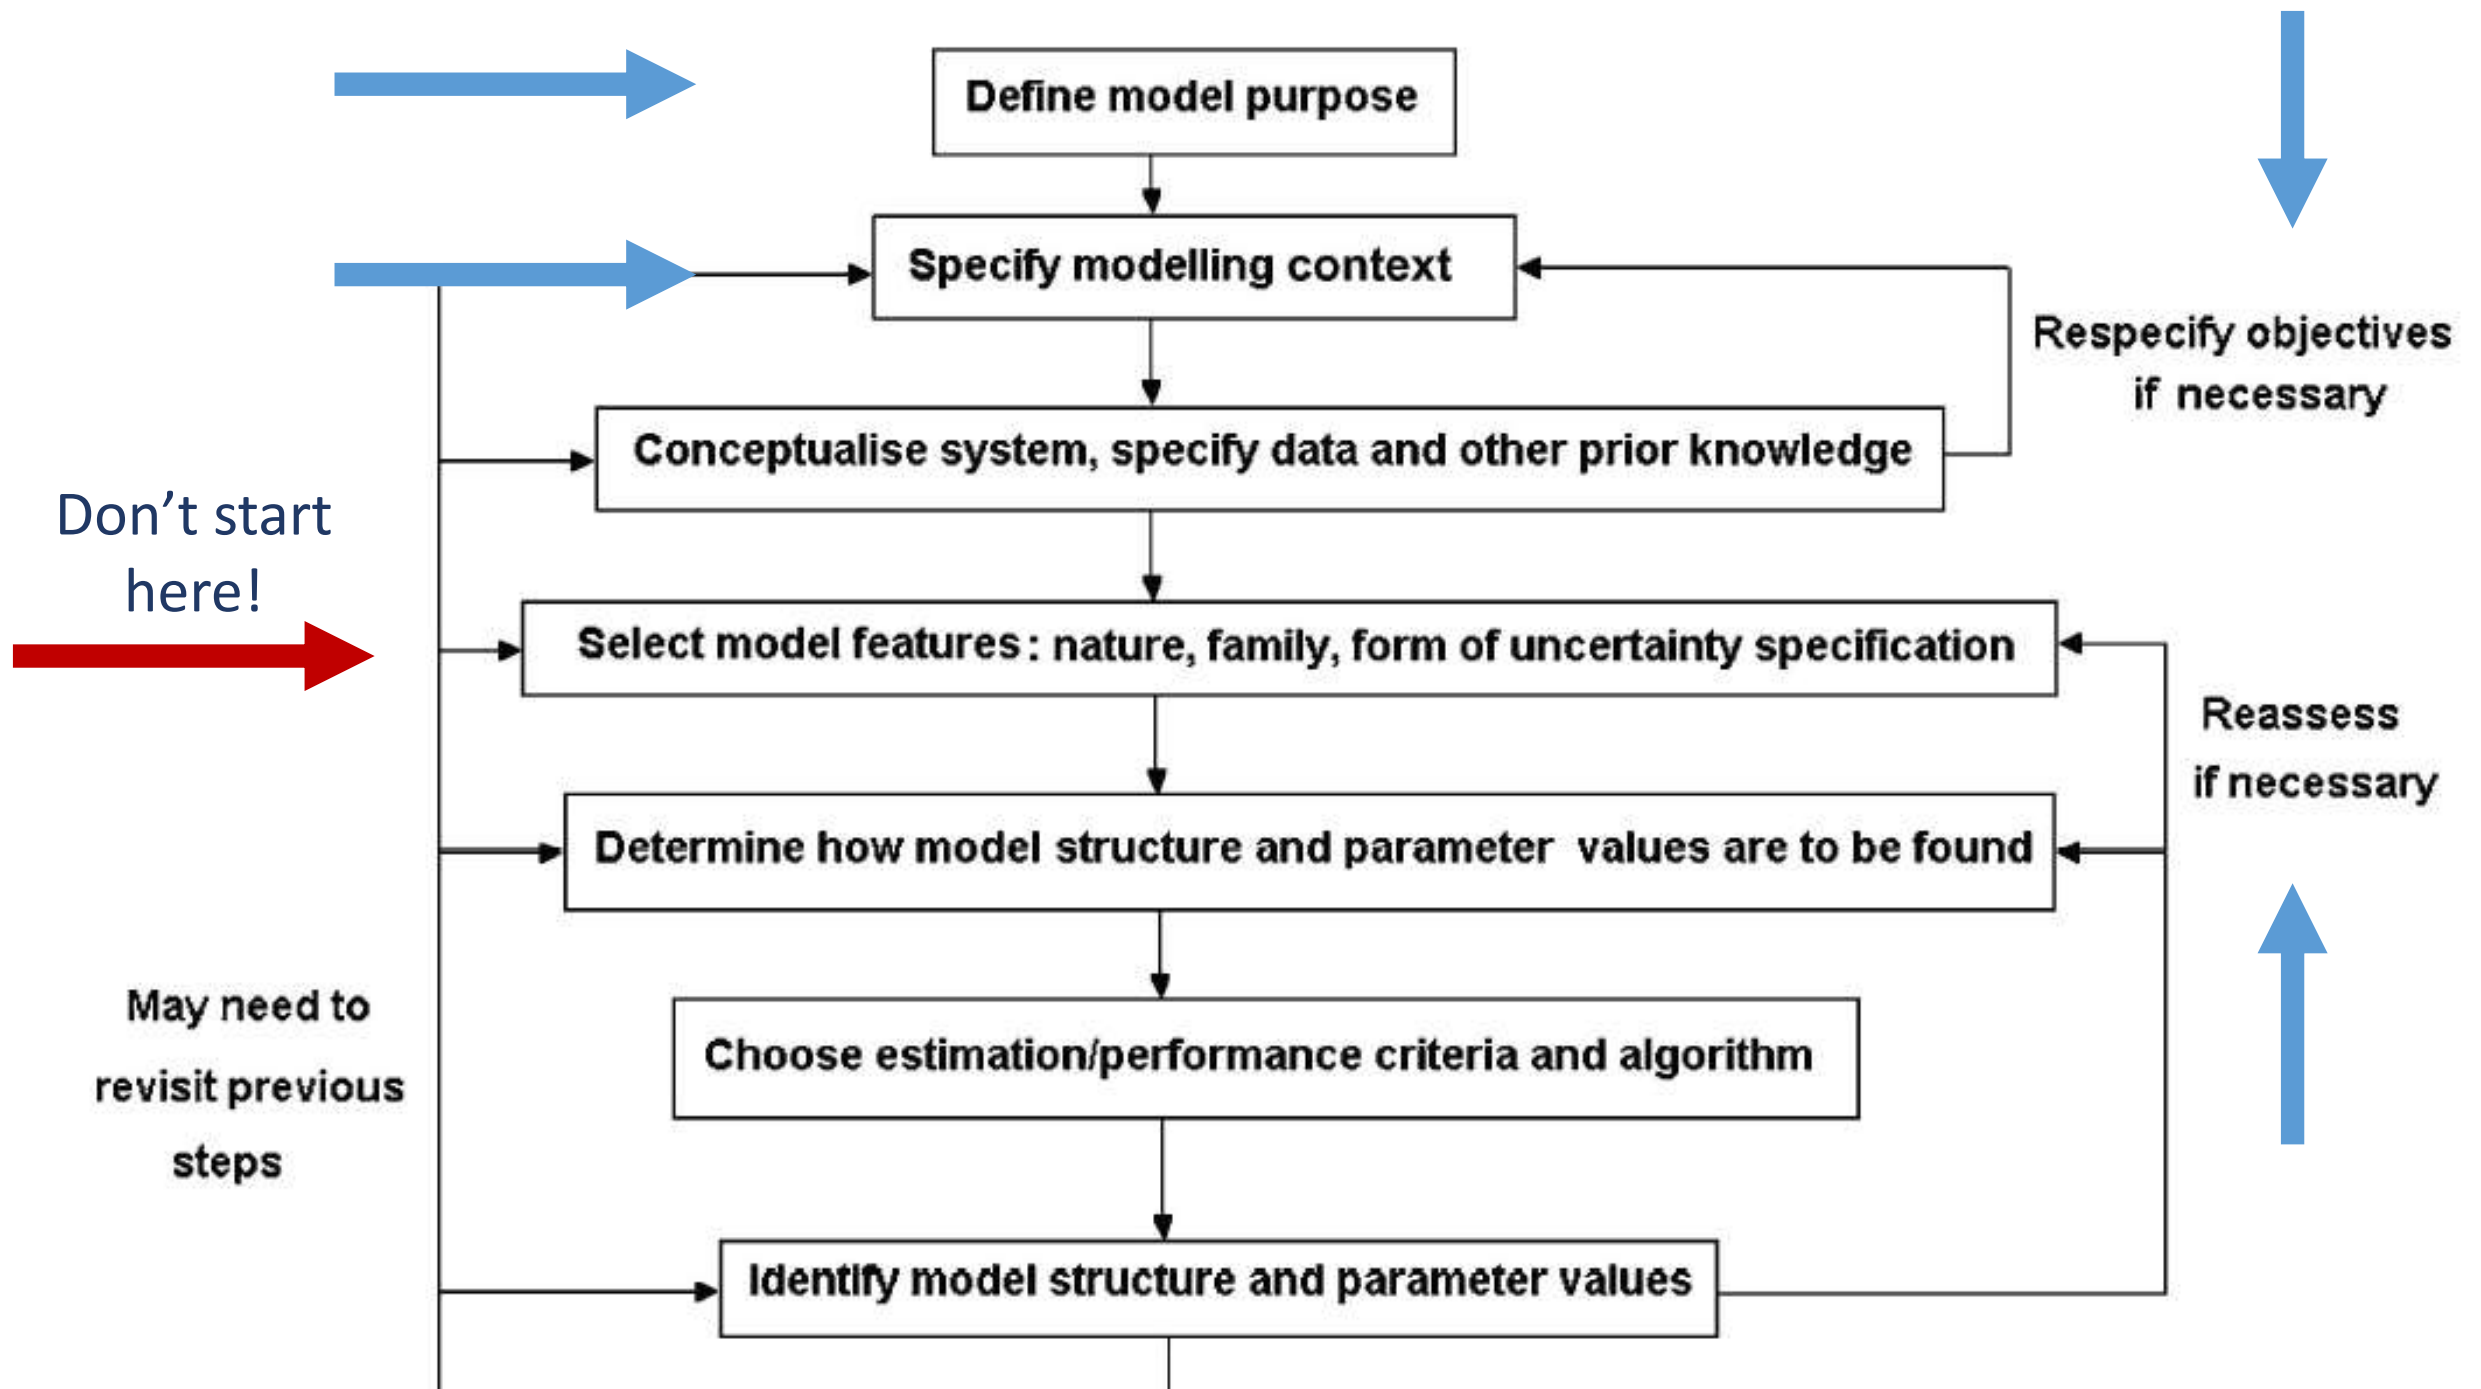 Define model purpose
Specify modelling context
Respecify objectives
if necessary
Conceptualise system, specify data and other prior knowledge
Don’t start
here!
Select model features: nature, family, form of uncertainty specification
Reassess
if necessary
Determine how model structure and parameter values are to be found
May need to
revisit previous
steps
Choose estimation/performance criteria and algorithm
Identify model structure and parameter values